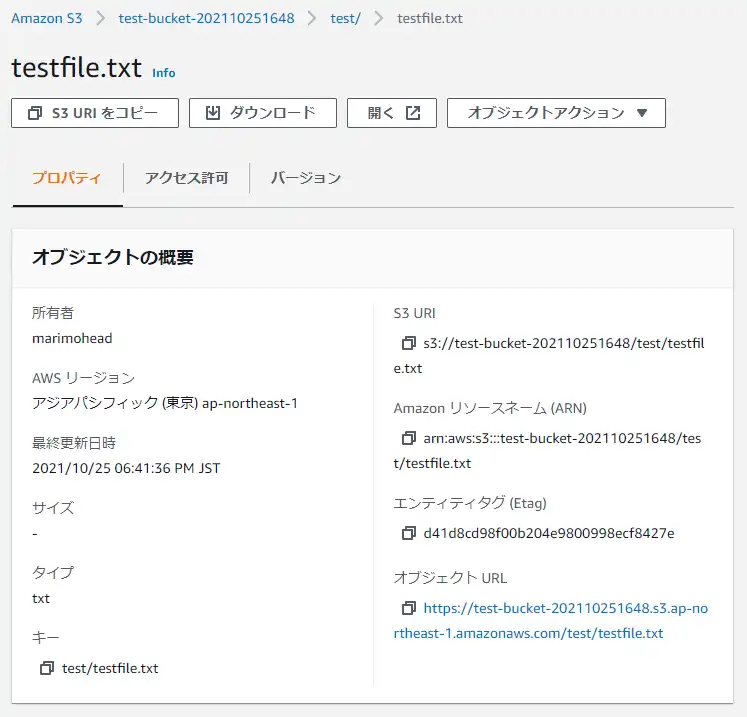 Amazon S3 > test-bucket-202110251648 > test/ > testfile.txt
testfile.txt Info
S3 URI をコピー ダウンロード 開く オブジェクトアクション ▼
プロパティ アクセス許可 バージョン
オブジェクトの概要
所有者
marimohead
AWS リージョン
アジアパシフィック (東京) ap-northeast-1
最終更新日時
2021/10/25 06:41:36 PM JST
サイズ
-
タイプ
txt
キー
test/testfile.txt
S3 URI
s3://test-bucket-202110251648/test/testfil
e.txt
Amazon リソースネーム (ARN)
arn:aws:s3:::test-bucket-202110251648/tes
t/testfile.txt
エンティティタグ (Etag)
d41d8cd98f00b204e9800998ecf8427e
オブジェクト URL
https://test-bucket-202110251648.s3.ap-no
rtheast-1.amazonaws.com/test/testfile.txt